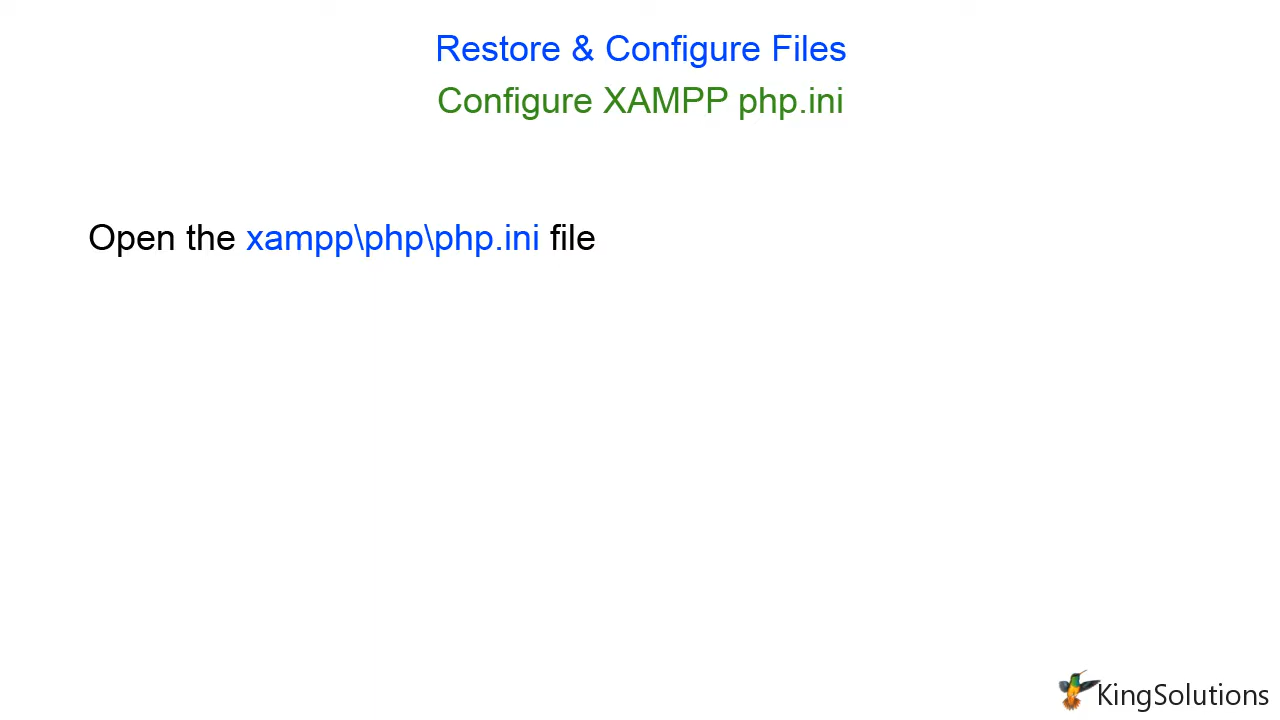 Restore & Configure Files
Configure XAMPP php.ini
Open the xampp\php\php.ini file
KingSolutions